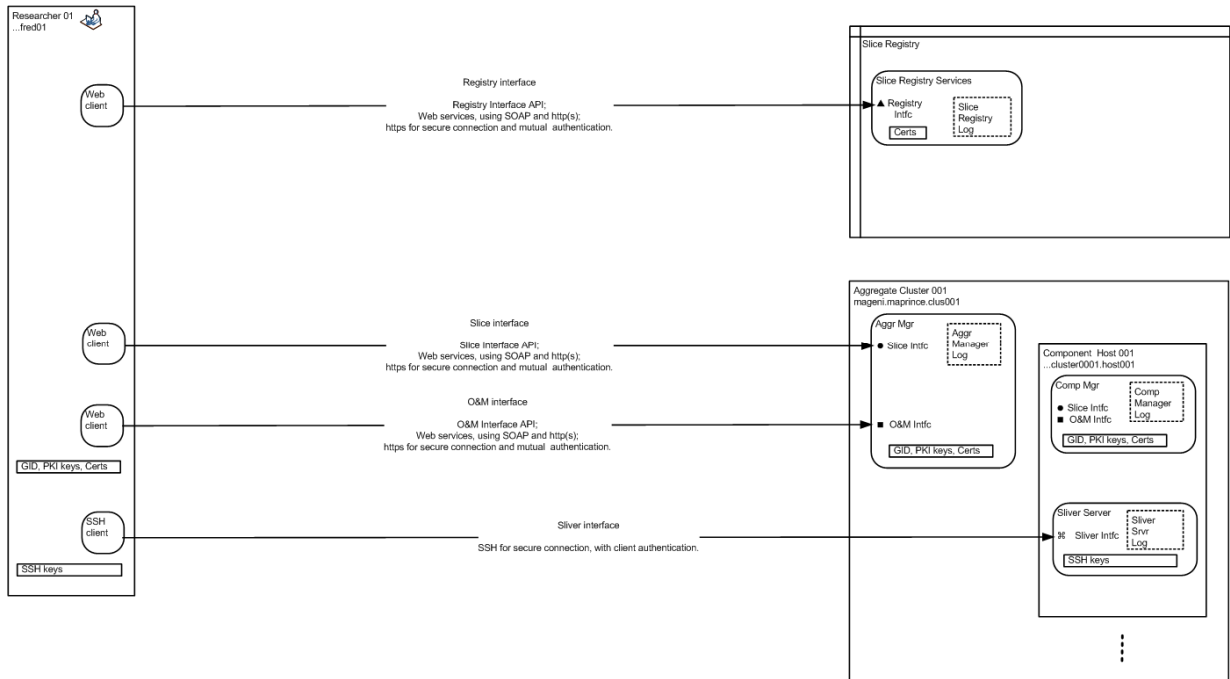 Researcher 01
...fred01
Web
client
Registry interface
Registry Interface API;
Web services, using SOAP and http(s);
https for secure connection and mutual authentication.
Slice Registry
Slice Registry Services
▲ Registry
Intfc
Certs
Slice
Registry
Log
Web
client
Slice interface
Slice Interface API;
Web services, using SOAP and http(s);
https for secure connection and mutual authentication.
Aggregate Cluster 001
mageni.maprince.clus001
Aggr Mgr
● Slice Intfc
Aggr
Manager
Log
Web
client
O&M interface
O&M Interface API;
Web services, using SOAP and http(s);
https for secure connection and mutual authentication.
■ O&M Intfc
GID, PKI keys, Certs
GID, PKI keys, Certs
Component Host 001
...cluster0001.host001
Comp Mgr
● Slice Intfc
■ O&M Intfc
Comp
Manager
Log
GID, PKI keys, Certs
SSH
client
SSH keys
Sliver interface
SSH for secure connection, with client authentication.
Sliver Server
⌘ Sliver Intfc
Sliver
Srvr
Log
SSH keys